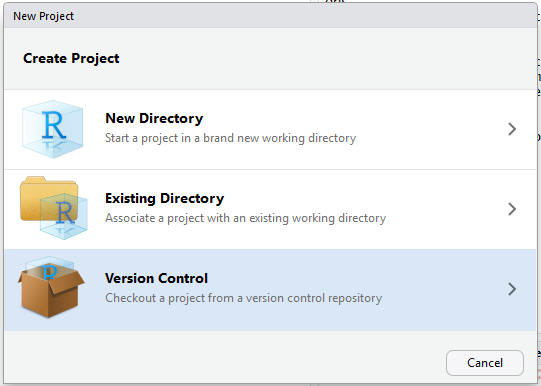 New Project
Create Project
New Directory
Start a project in a brand new working directory
Existing Directory
Associate a project with an existing working directory
Version Control
Checkout a project from a version control repository
Cancel